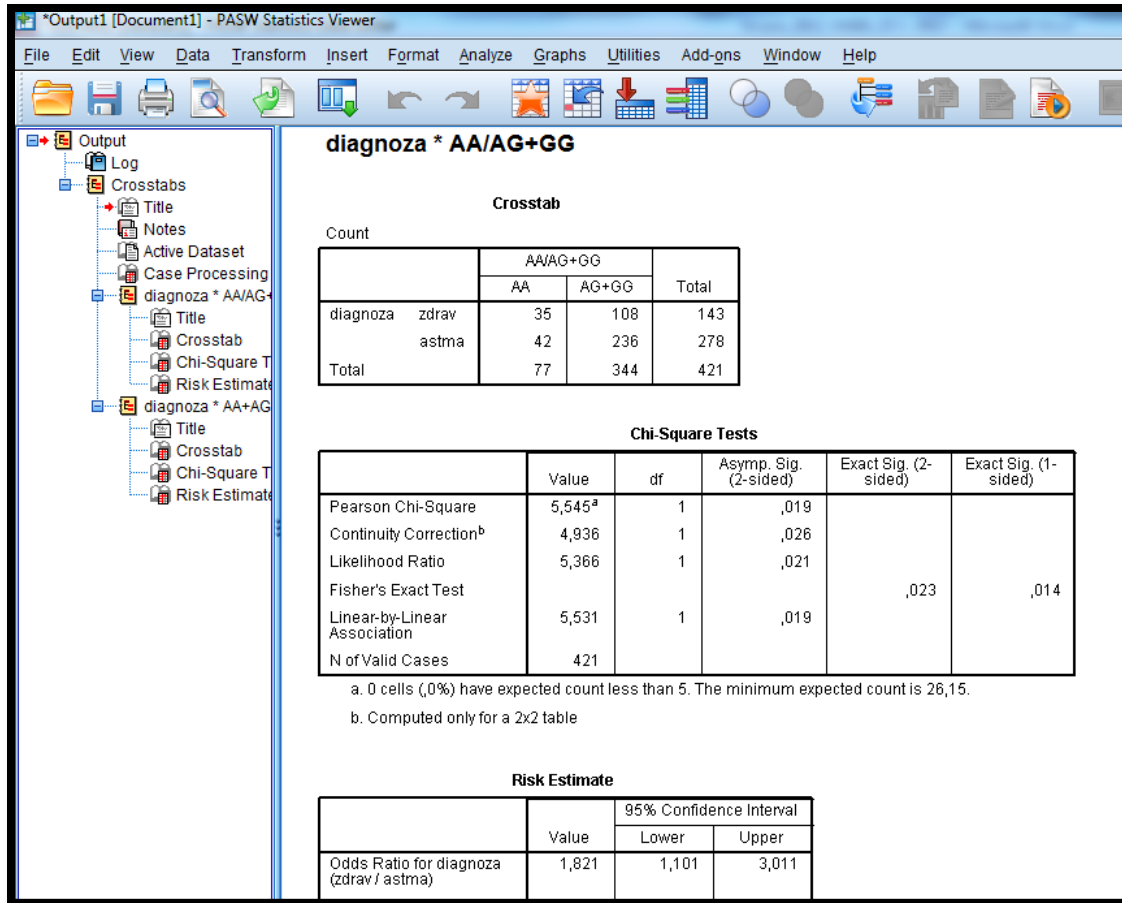 *Output1 [Document1] - PASW Statistics Viewer
File Edit View Data Transform Insert Format Analyze Graphs Utilities Add-ons Window Help
Output
Log
Crosstabs
Title
Notes
Active Dataset
Case Processing
diagnoza * AA/AG+
Title
Crosstab
Chi-Square T
Risk Estimate
diagnoza * AA+AG
Title
Crosstab
Chi-Square T
Risk Estimate
diagnoza * AA/AG+GG
Crosstab
Count
AA/AG+GG
AA AG+GG Total
diagnoza zdrav 35 108 143
astma 42 236 278
Total 77 344 421
Chi-Square Tests
Value df Asymp. Sig. (2-sided) Exact Sig. (2-sided) Exact Sig. (1-sided)
Pearson Chi-Square 5,545a 1 ,019
Continuity Correctionb 4,936 1 ,026
Likelihood Ratio 5,366 1 ,021
Fisher's Exact Test ,023 ,014
Linear-by-Linear Association 5,531 1 ,019
N of Valid Cases 421
a. 0 cells (,0%) have expected count less than 5. The minimum expected count is 26,15.
b. Computed only for a 2x2 table
Risk Estimate
95% Confidence Interval
Value Lower Upper
Odds Ratio for diagnoza (zdrav / astma) 1,821 1,101 3,011